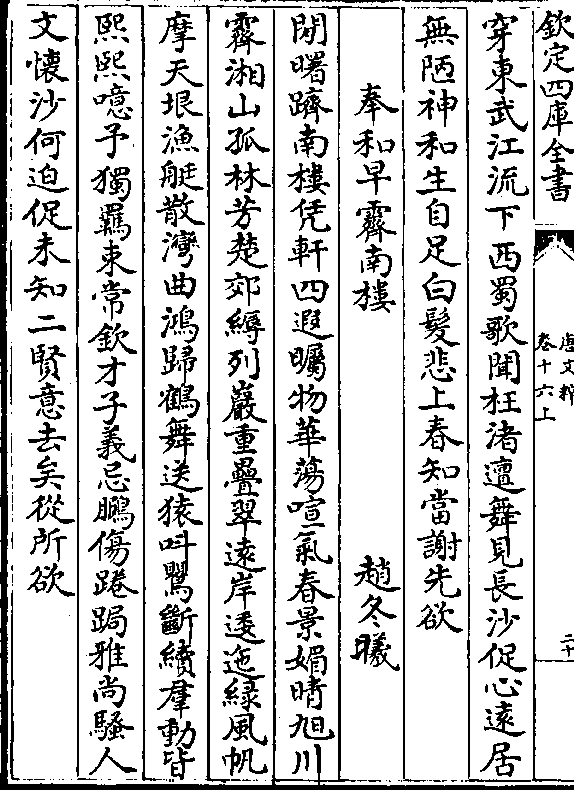 欽定四庫全書
唐文粹
卷十六上
二十
穿東武江流下西蜀歌聞枉渚邅舞見長沙促心遠居
無陋神和生自足白髮悲上春知當謝先欲
奉和早霽南樓 趙冬曦
開曙躋南樓凭軒四遐矚物華蕩喧氣春景媚晴旭川
霽湘山孤林芳楚郊縟列巖重疊翠遠岸逶迤緑風帆
摩天垠漁艇散灣曲鴻歸鶴舞送猿呌鸎斷續羣動皆
熙熙噫予獨羈束常欽才子義忌鵩傷踡跼雅尚騷人
文懷沙何迫促未知二賢意去矣從所欲